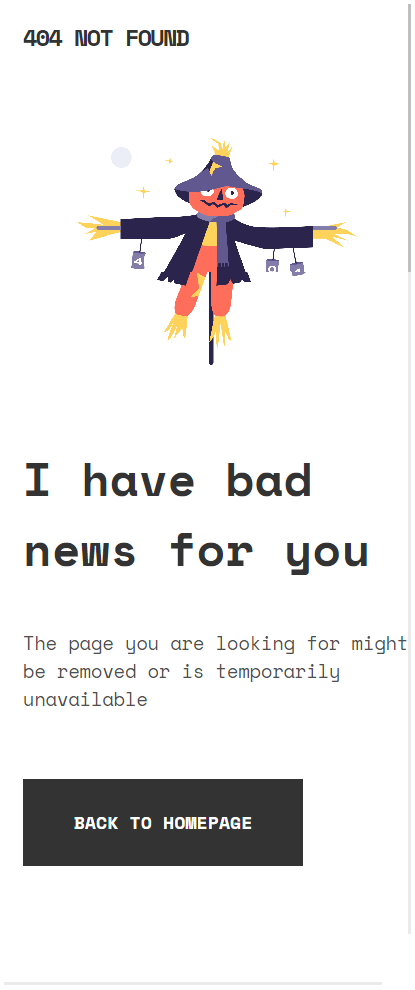 404 NOT FOUND
4
0
4
I have bad
news for you
The page you are looking for might
be removed or is temporarily
unavailable
BACK TO HOMEPAGE